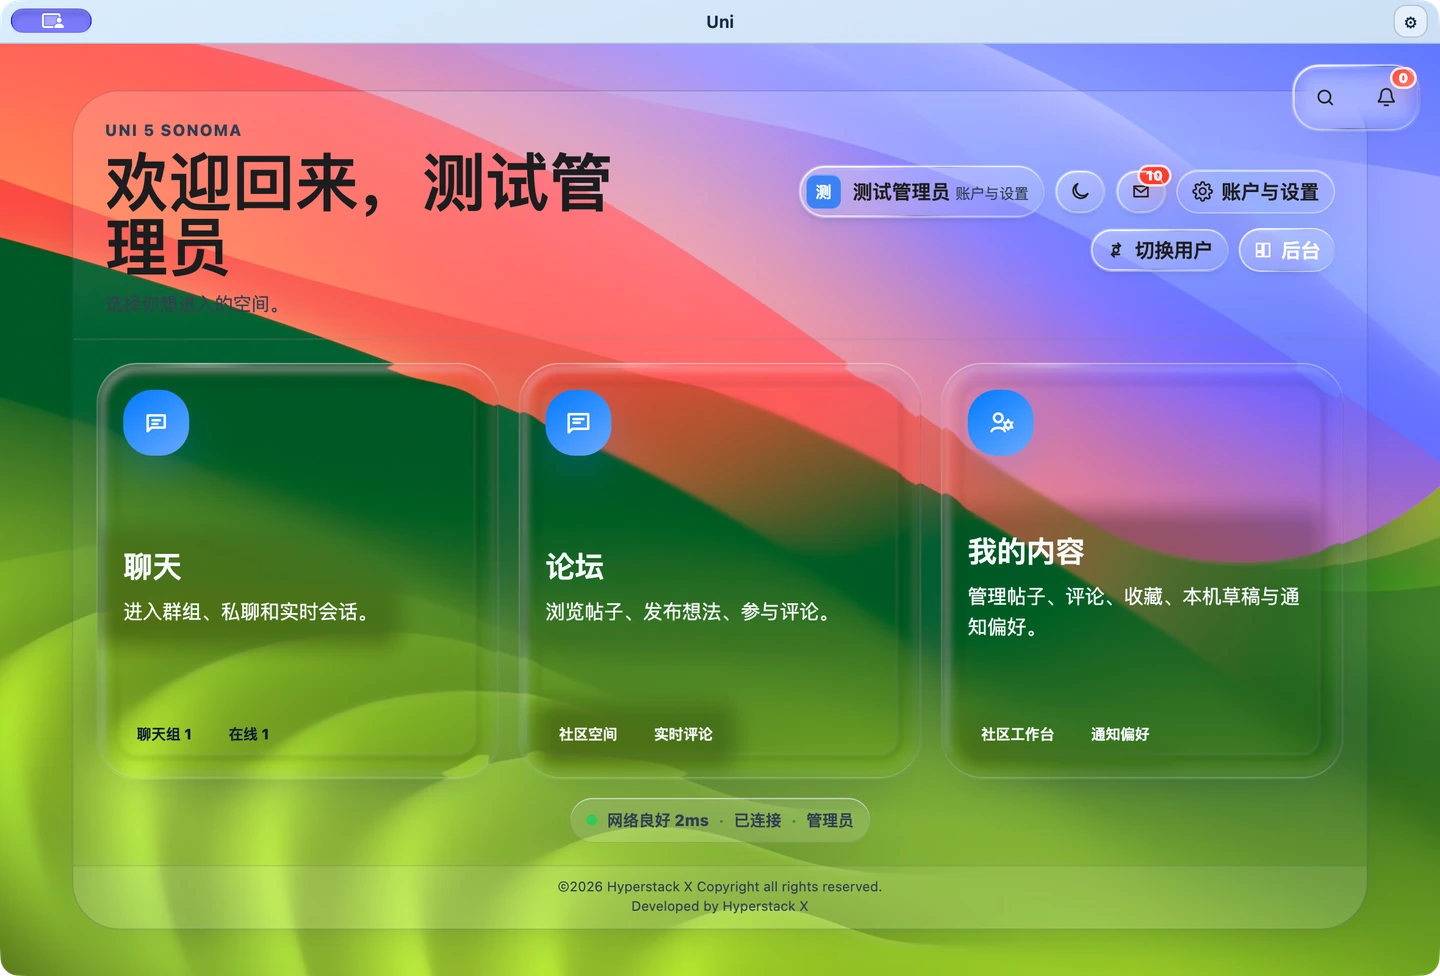 Uni
0
UNI 5 SONOMA
欢迎回来，测试管
理员
选择你想进入的空间。
测 测试管理员 账户与设置
10
账户与设置
切换用户
后台
聊天
进入群组、私聊和实时会话。
聊天组 1 在线 1
论坛
浏览帖子、发布想法、参与评论。
社区空间 实时评论
我的内容
管理帖子、评论、收藏、本机草稿与通
知偏好。
社区工作台 通知偏好
网络良好 2ms · 已连接 · 管理员
©2026 Hyperstack X Copyright all rights reserved.
Developed by Hyperstack X